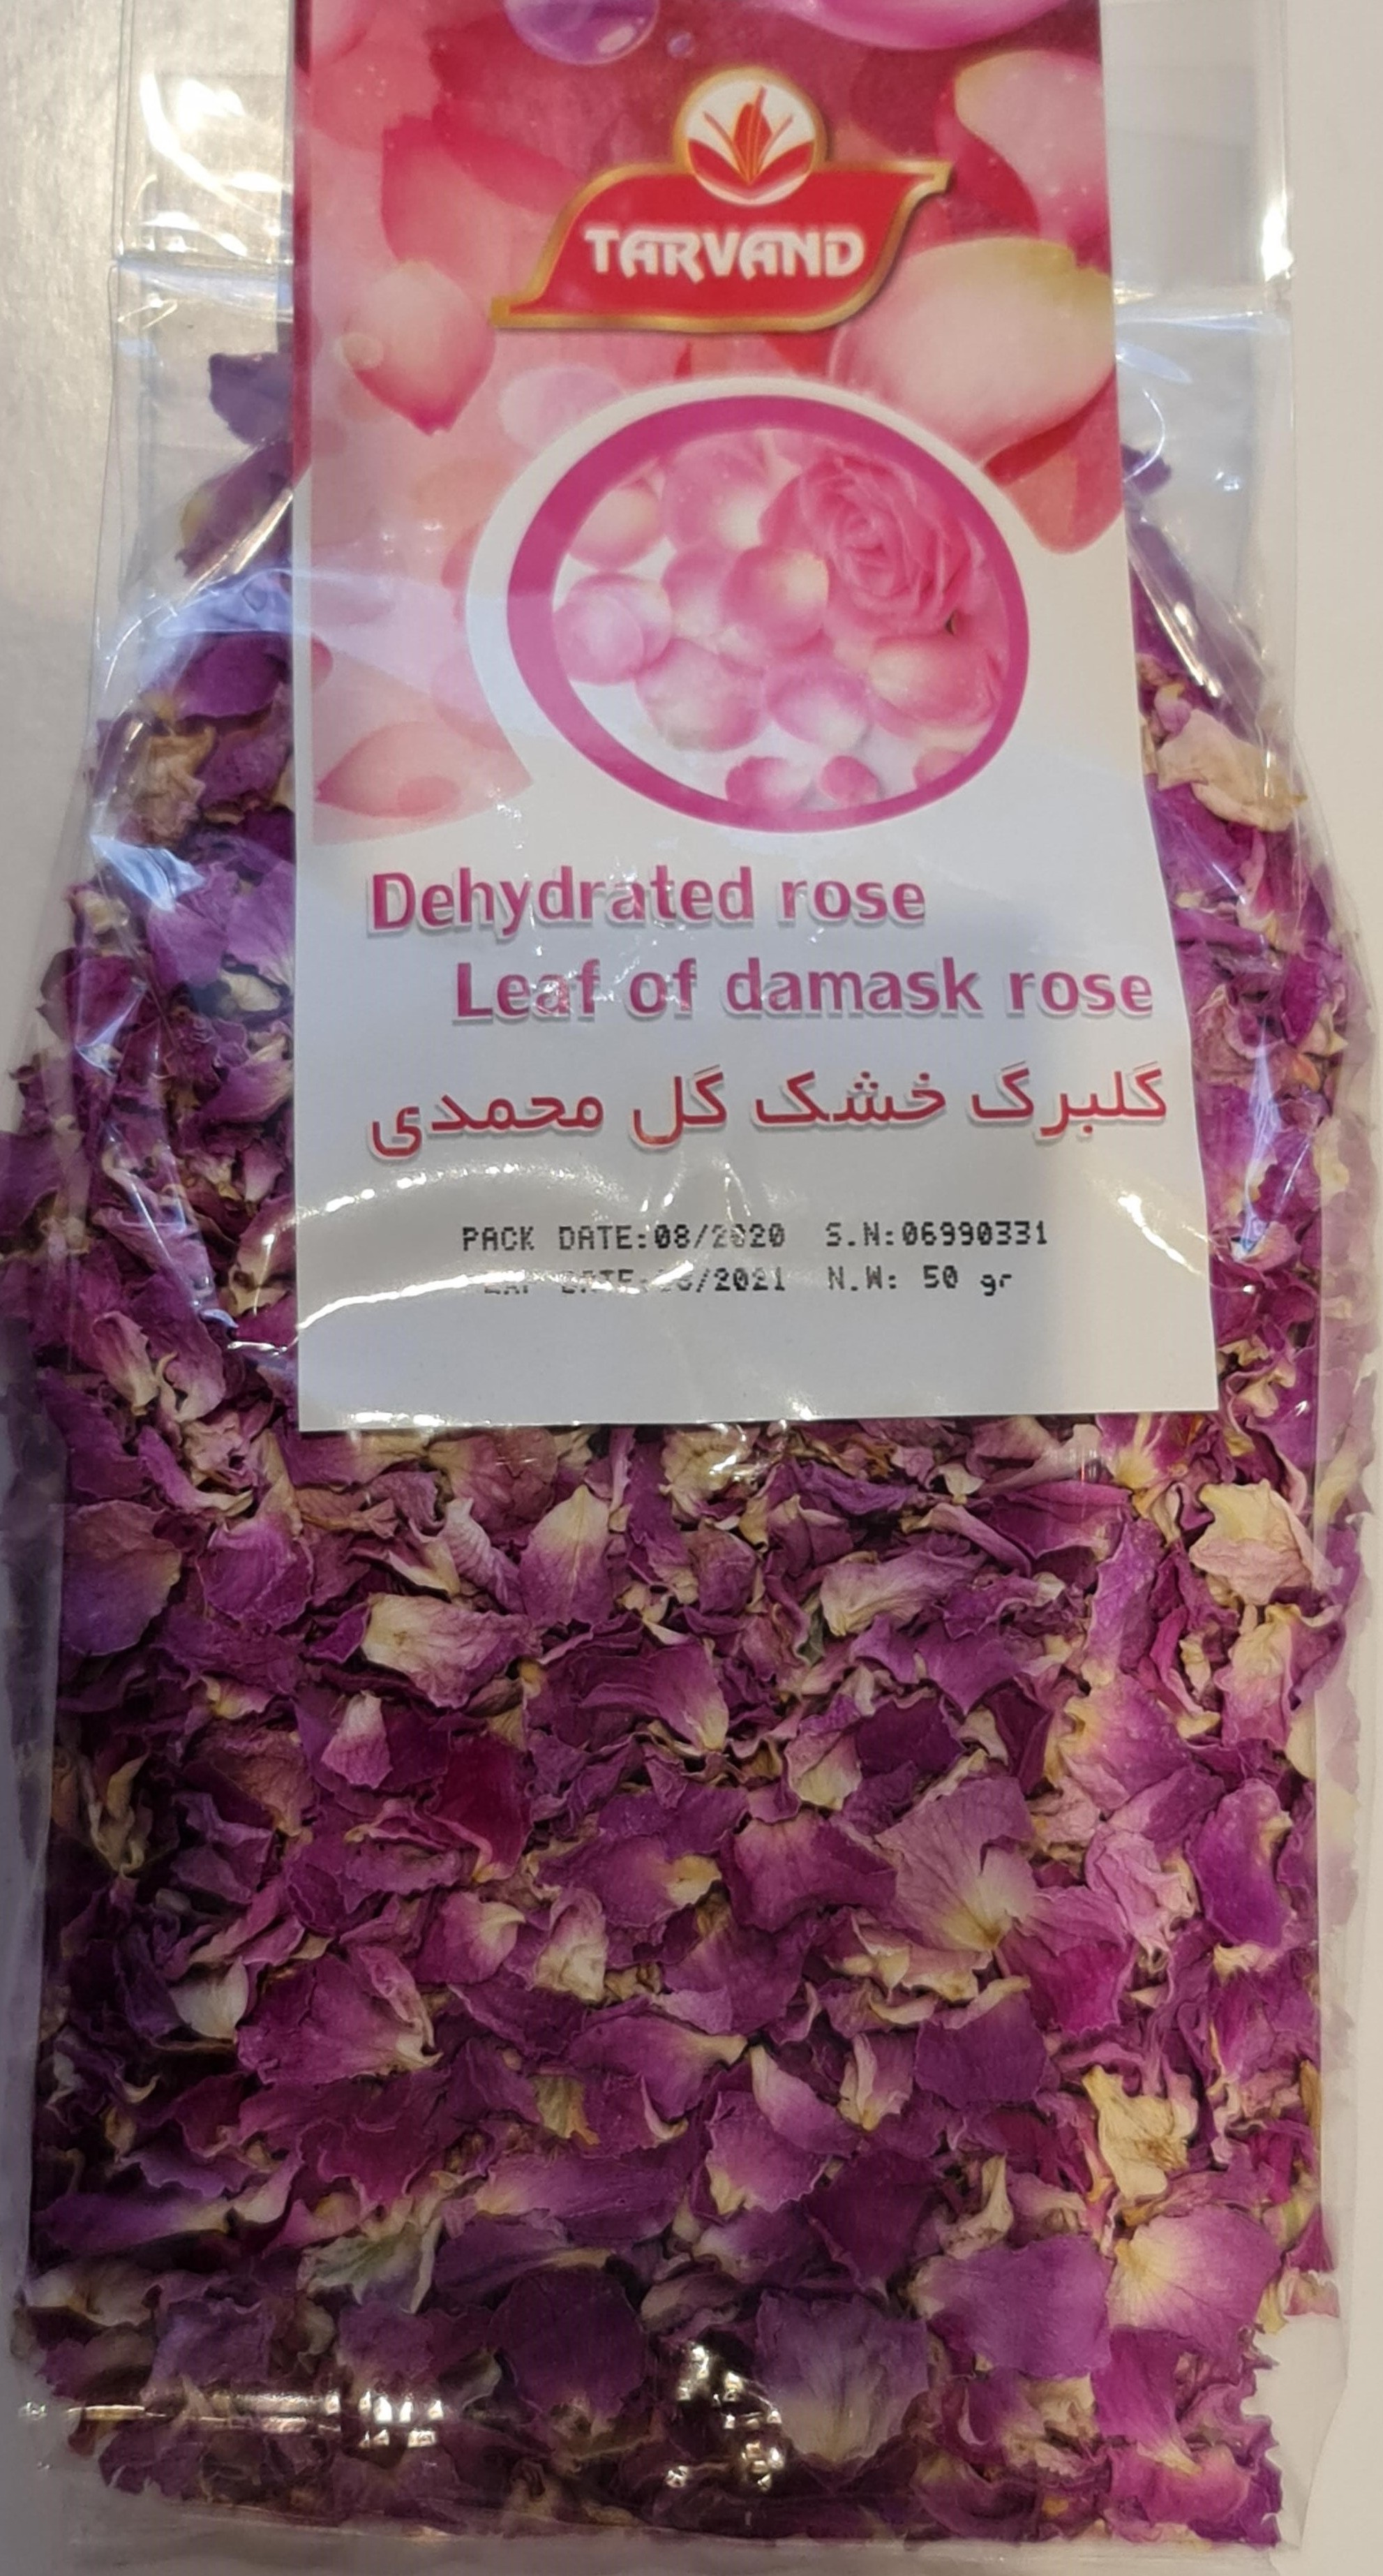 TARVAND
Dehydrated rose
Leaf of damask rose
گلبرگ خشک گل محمدی
PACK DATE:08/2020 S.N:06990331
DATE: /2021 N.W: 50 gr